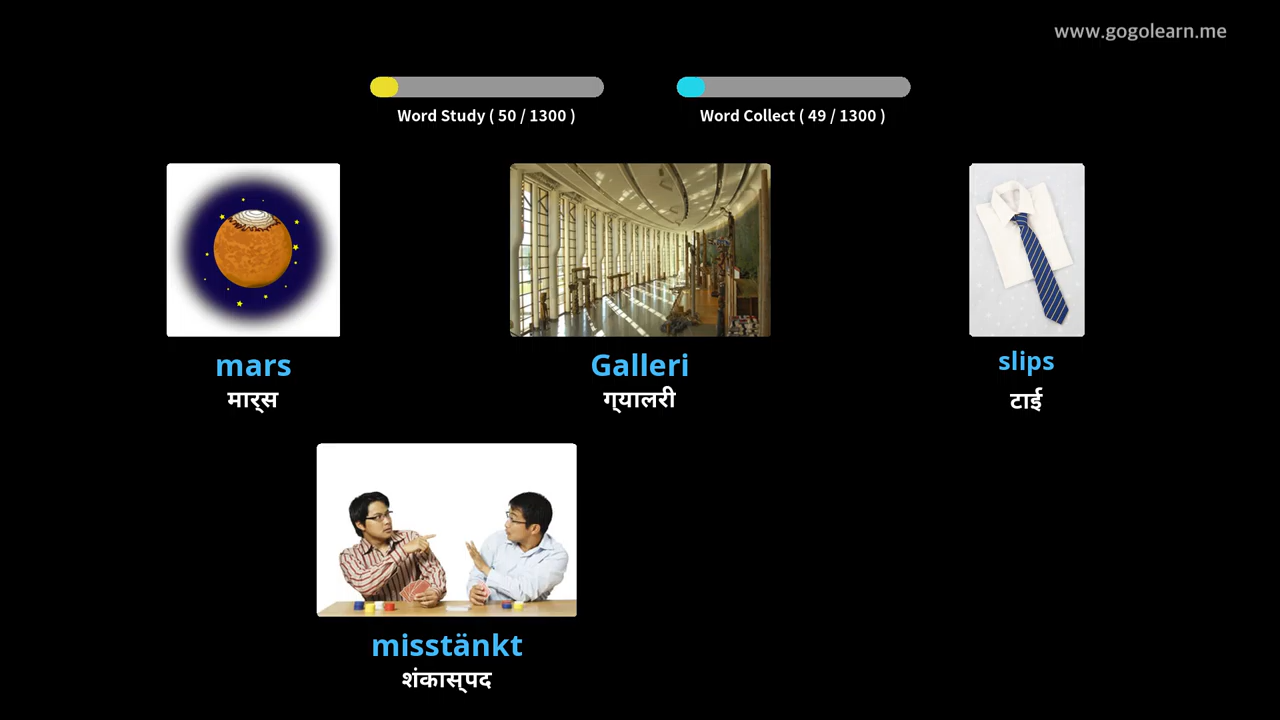 www.gogolearn.me
Word Study ( 50 / 1300 )
Word Collect ( 49 / 1300 )
mars
मार्‌स
Galleri
ग्‌यालरी
slips
टाई
misstänkt
शंकास्‌पद